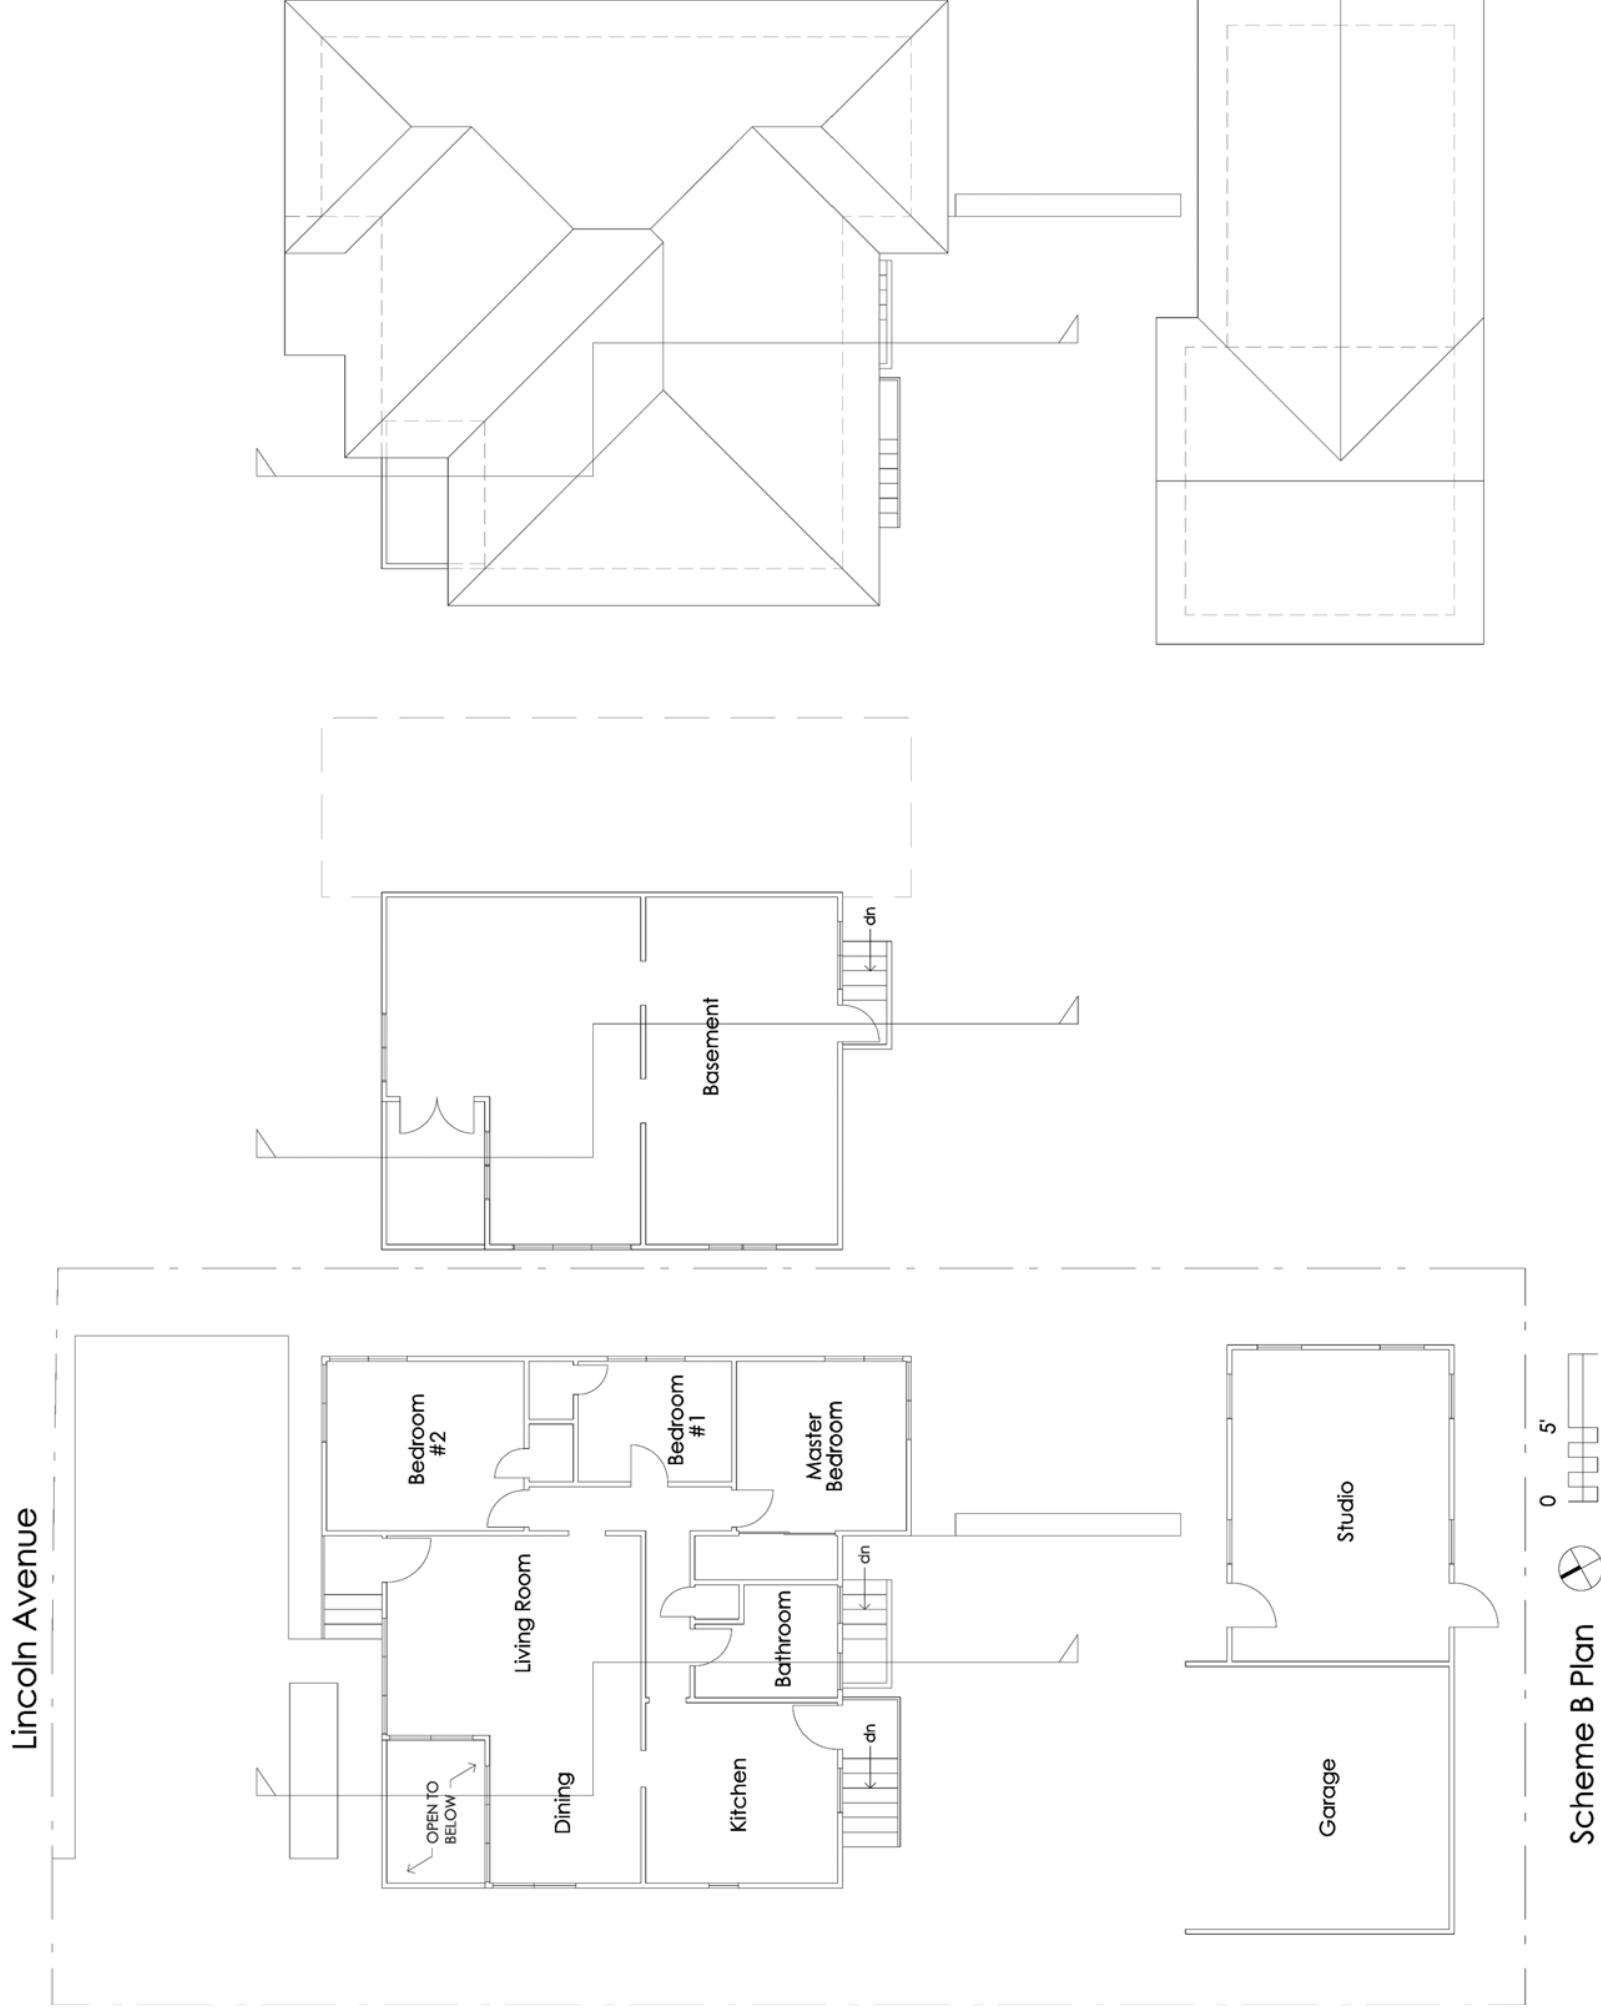 Lincoln Avenue
Bedroom
#2
Bedroom
#1
Master
Bedroom
Living Room
Bathroom
dn
OPEN TO
BELOW
Dining
Kitchen
dn
Studio
Garage
Basement
dn
Scheme B Plan
0
5'